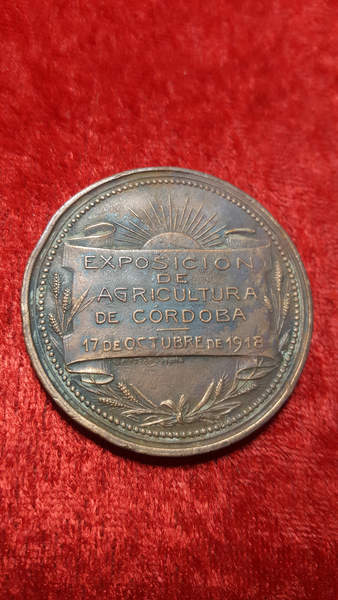 EXPOSICION
DE
AGRICULTURA
DE CORDOBA
17 DE OCTUBRE DE 1918